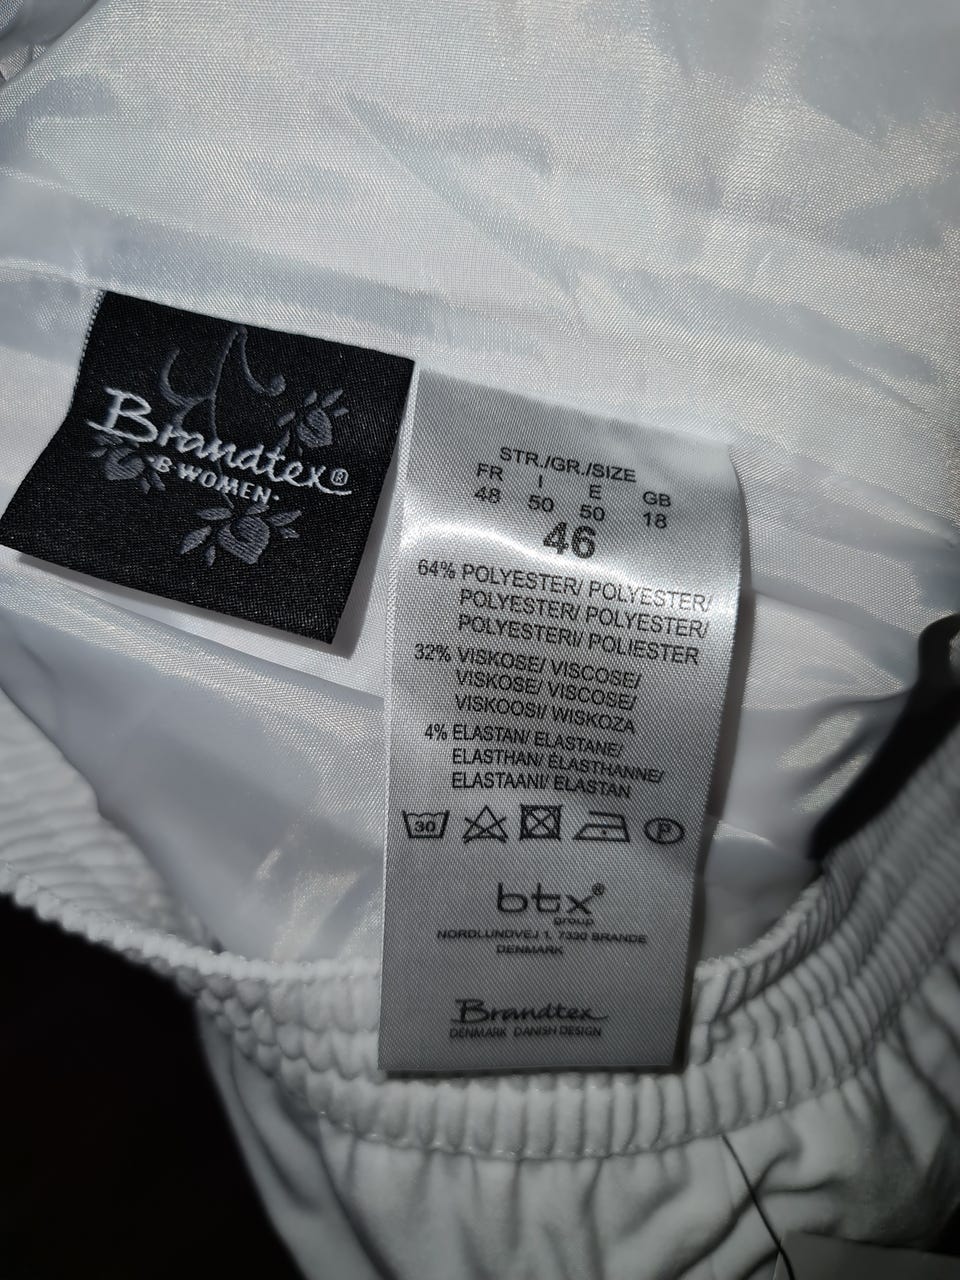 Brandtex®
·B WOMEN·
STR./GR./SIZE
FR I E GB
48 50 50 18
46
64% POLYESTER/ POLYESTER/
POLYESTER/ POLYESTER/
POLYESTERI/ POLIESTER
32% VISKOSE/ VISCOSE/
VISKOSE/ VISCOSE/
VISKOOSI/ WISKOZA
4% ELASTAN/ ELASTANE/
ELASTHAN/ ELASTHANNE/
ELASTAANI/ ELASTAN
30 P
btx®
group
NORDLUNDVEJ 1, 7330 BRANDE
DENMARK
Brandtex
DENMARK DANISH DESIGN